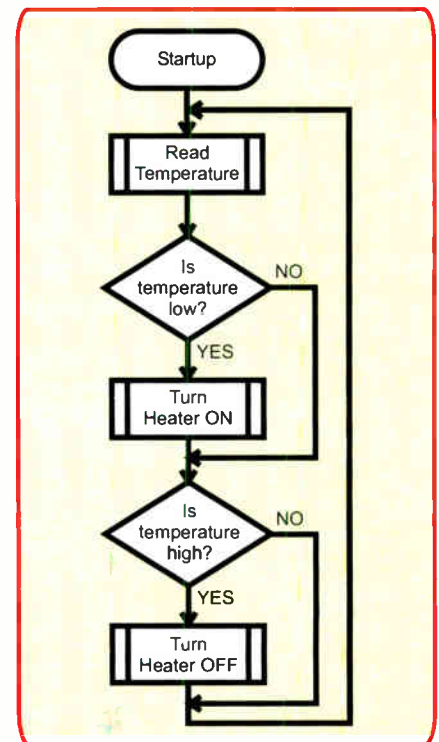 Startup
Read
Temperature
Is
temperature
low?
NO
YES
Turn
Heater ON
Is
temperature
high?
NO
YES
Turn
Heater OFF